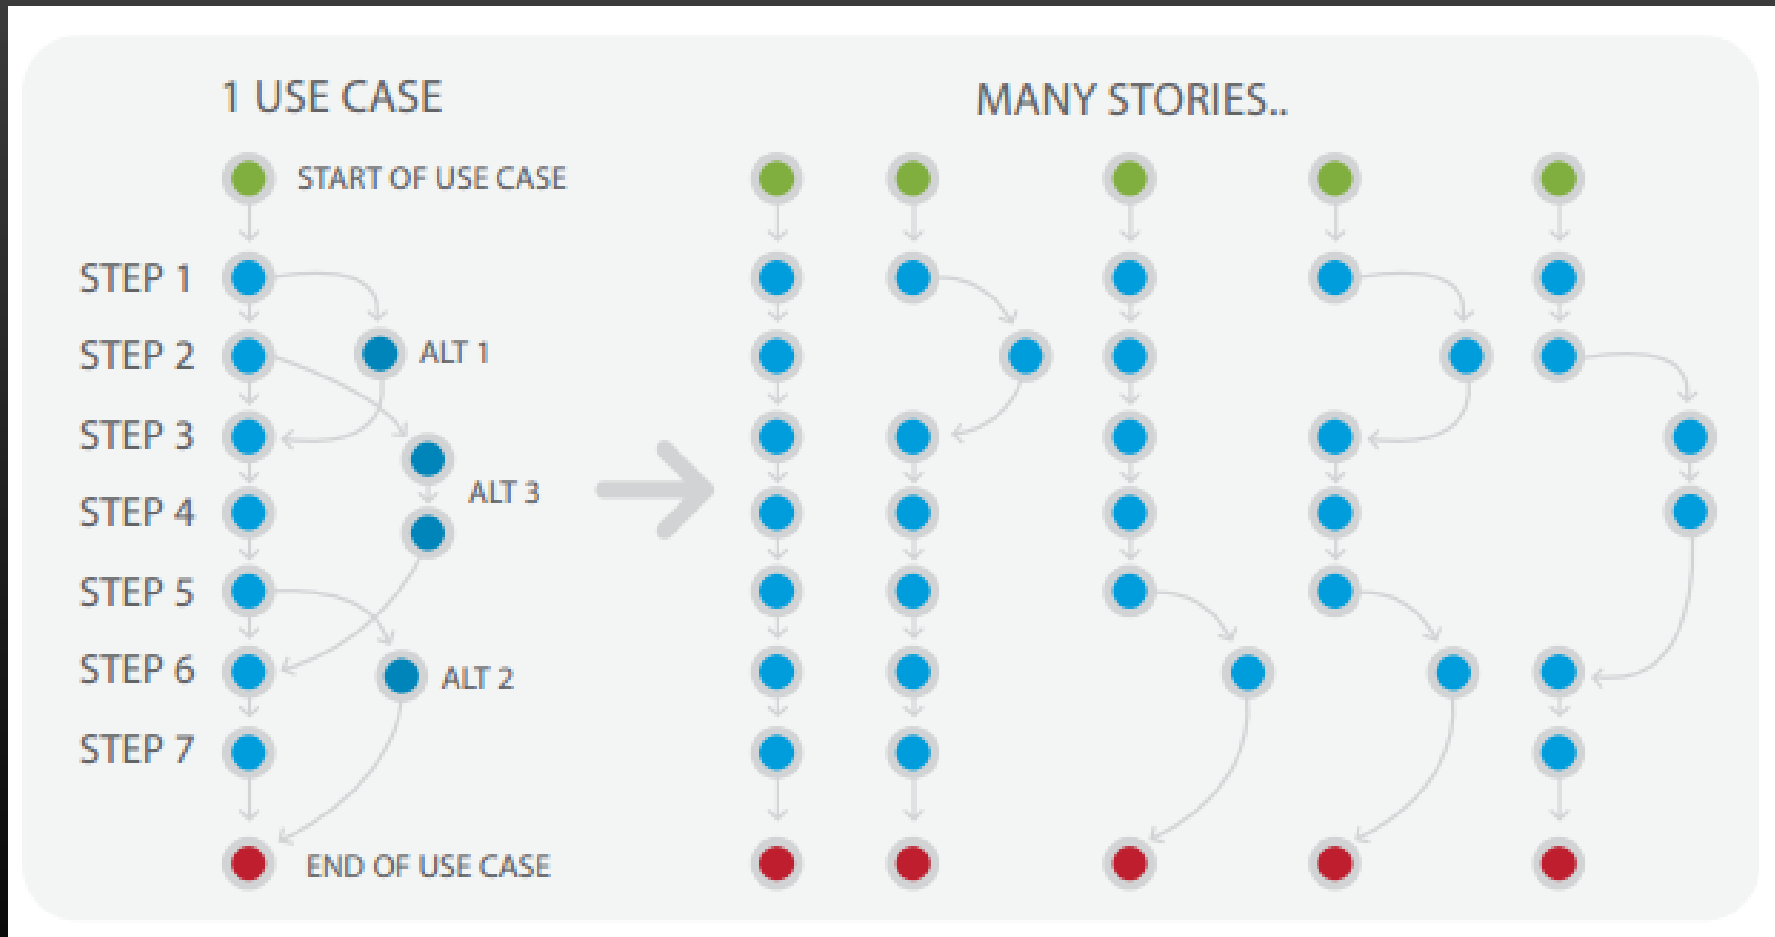 1 USE CASE
MANY STORIES..
START OF USE CASE
STEP 1
STEP 2
ALT 1
STEP 3
ALT 3
STEP 4
STEP 5
STEP 6
ALT 2
STEP 7
END OF USE CASE